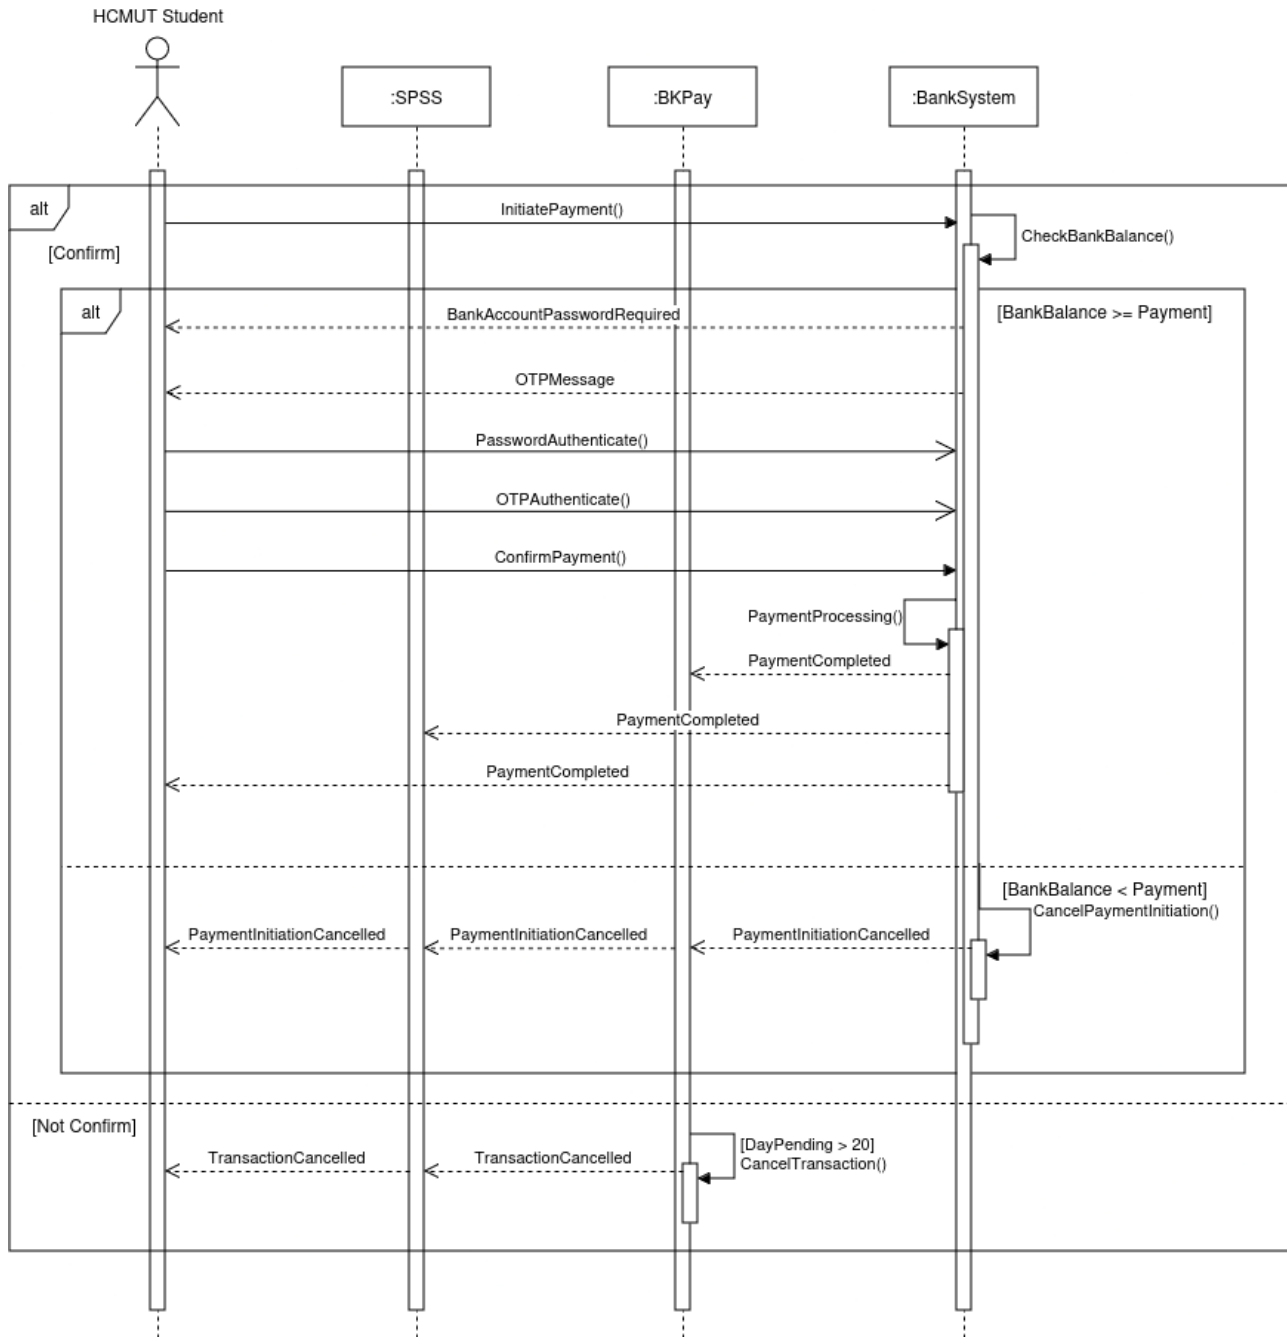 HCMUT Student
:SPSS
:BKPay
:BankSystem
alt
InitiatePayment()
CheckBankBalance()
[Confirm]
alt
BankAccountPasswordRequired
[BankBalance >= Payment]
OTPMessage
PasswordAuthenticate()
OTPAuthenticate()
ConfirmPayment()
PaymentProcessing()
PaymentCompleted
PaymentCompleted
PaymentCompleted
[BankBalance < Payment]
CancelPaymentInitiation()
PaymentInitiationCancelled
PaymentInitiationCancelled
PaymentInitiationCancelled
[Not Confirm]
[DayPending > 20]
CancelTransaction()
TransactionCancelled
TransactionCancelled